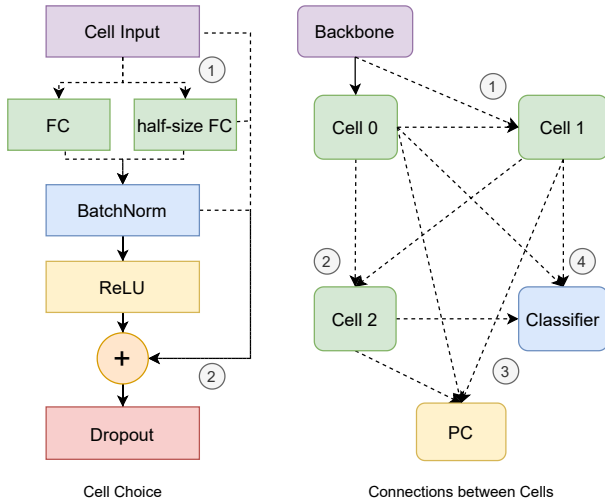 Cell Input
1
FC
half-size FC
BatchNorm
ReLU
+
2
Dropout
Cell Choice
Backbone
1
Cell 0
Cell 1
2
4
Cell 2
Classifier
3
PC
Connections between Cells